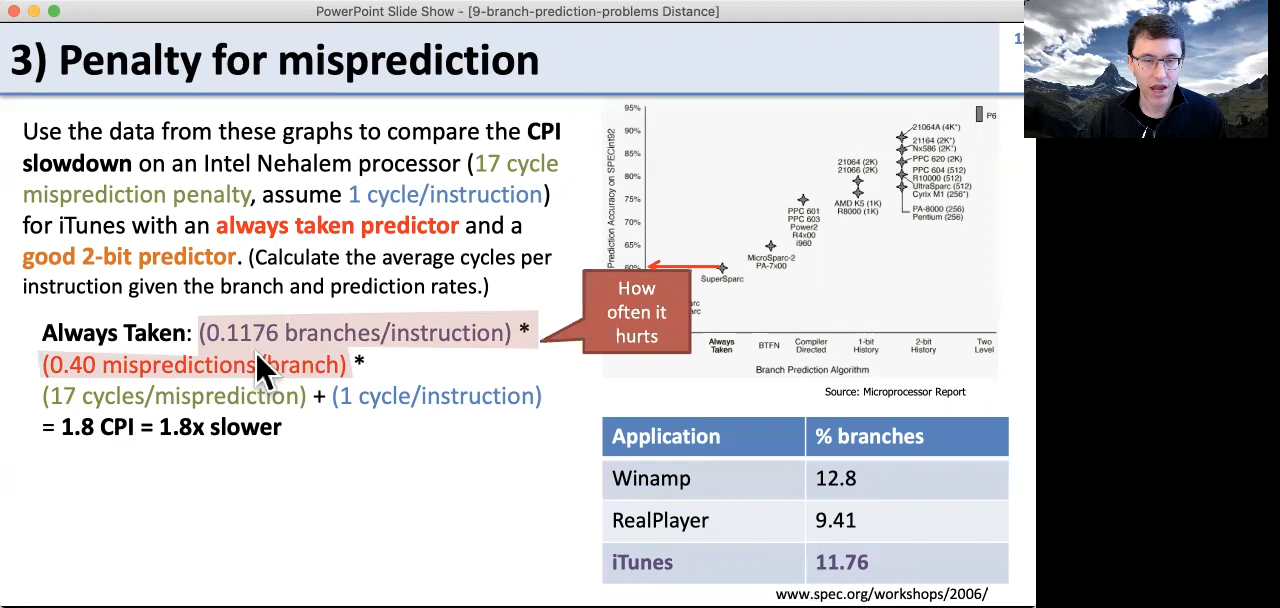 PowerPoint Slide Show - [9-branch-prediction-problems Distance]
3) Penalty for misprediction
Use the data from these graphs to compare the CPI
slowdown on an Intel Nehalem processor (17 cycle
misprediction penalty, assume 1 cycle/instruction)
for iTunes with an always taken predictor and a
good 2-bit predictor. (Calculate the average cycles per
instruction given the branch and prediction rates.)
Always Taken: (0.1176 branches/instruction) *
(0.40 mispredictions/branch) *
(17 cycles/misprediction) + (1 cycle/instruction)
= 1.8 CPI = 1.8x slower
How
often it
hurts
Prediction Accuracy on SPECint92
95%
90%
85%
80%
75%
70%
65%
60%
P6
21064A (4K*)
21164 (2K*)
Nx586 (2K*)
PPC 620 (2K)
PPC 604 (512)
R10000 (512)
UltraSparc (512)
Cyrix M1 (256*)
PA-8000 (256)
Pentium (256)
21064 (2K)
21066 (2K)
AMD K5 (1K)
R8000 (1K)
PPC 601
PPC 603
Power2
R4x00
i960
MicroSparc-2
PA-7x00
SuperSparc
Always
Taken
BTFN
Compiler
Directed
1-bit
History
2-bit
History
Two
Level
Branch Prediction Algorithm
Source: Microprocessor Report
Application % branches
Winamp 12.8
RealPlayer 9.41
iTunes 11.76
www.spec.org/workshops/2006/